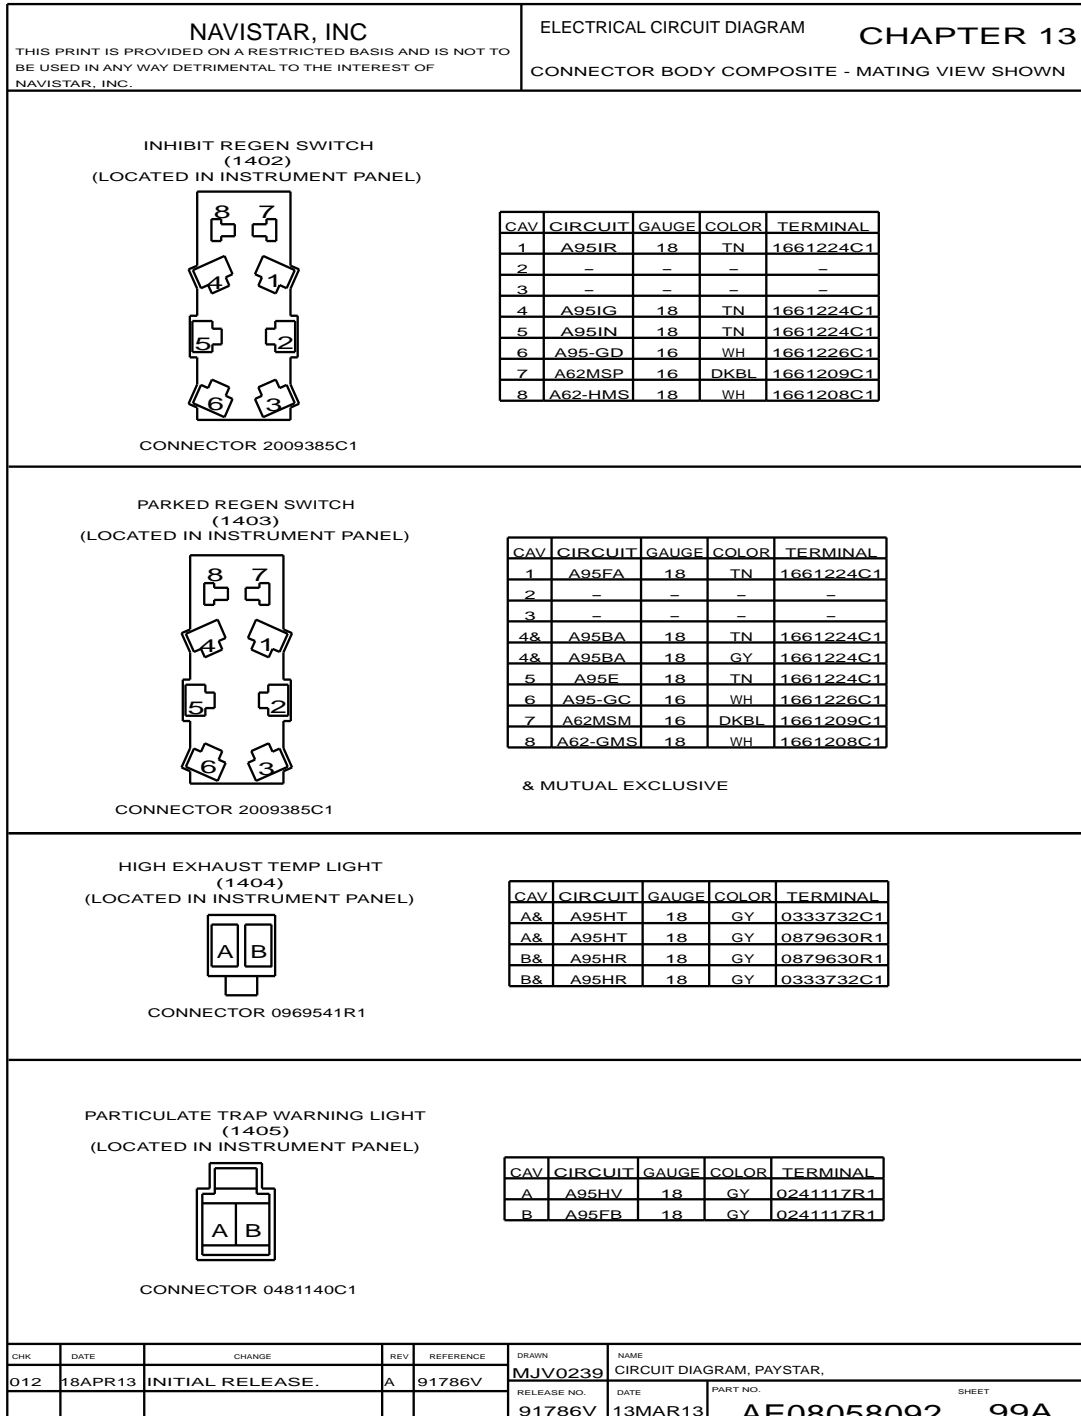 NAVISTAR, INC
THIS PRINT IS PROVIDED ON A RESTRICTED BASIS AND IS NOT TO
BE USED IN ANY WAY DETRIMENTAL TO THE INTEREST OF
NAVISTAR, INC.
ELECTRICAL CIRCUIT DIAGRAM
CHAPTER 13
CONNECTOR BODY COMPOSITE - MATING VIEW SHOWN
INHIBIT REGEN SWITCH
(1402)
(LOCATED IN INSTRUMENT PANEL)
8 7
4 1
5 2
6 3
CONNECTOR 2009385C1
CAV CIRCUIT GAUGE COLOR TERMINAL
1 A95IR 18 TN 1661224C1
2 – – – –
3 – – – –
4 A95IG 18 TN 1661224C1
5 A95IN 18 TN 1661224C1
6 A95-GD 16 WH 1661226C1
7 A62MSP 16 DKBL 1661209C1
8 A62-HMS 18 WH 1661208C1
PARKED REGEN SWITCH
(1403)
(LOCATED IN INSTRUMENT PANEL)
8 7
4 1
5 2
6 3
CONNECTOR 2009385C1
CAV CIRCUIT GAUGE COLOR TERMINAL
1 A95FA 18 TN 1661224C1
2 – – – –
3 – – – –
4& A95BA 18 TN 1661224C1
4& A95BA 18 GY 1661224C1
5 A95E 18 TN 1661224C1
6 A95-GC 16 WH 1661226C1
7 A62MSM 16 DKBL 1661209C1
8 A62-GMS 18 WH 1661208C1
& MUTUAL EXCLUSIVE
HIGH EXHAUST TEMP LIGHT
(1404)
(LOCATED IN INSTRUMENT PANEL)
A B
CONNECTOR 0969541R1
CAV CIRCUIT GAUGE COLOR TERMINAL
A& A95HT 18 GY 0333732C1
A& A95HT 18 GY 0879630R1
B& A95HR 18 GY 0879630R1
B& A95HR 18 GY 0333732C1
PARTICULATE TRAP WARNING LIGHT
(1405)
(LOCATED IN INSTRUMENT PANEL)
A B
CONNECTOR 0481140C1
CAV CIRCUIT GAUGE COLOR TERMINAL
A A95HV 18 GY 0241117R1
B A95FB 18 GY 0241117R1
CHK DATE CHANGE REV REFERENCE
012 18APR13 INITIAL RELEASE. A 91786V
DRAWN
MJV0239
NAME
CIRCUIT DIAGRAM, PAYSTAR,
RELEASE NO.
91786V
DATE
13MAR13
PART NO.
AE08058092
SHEET
99A